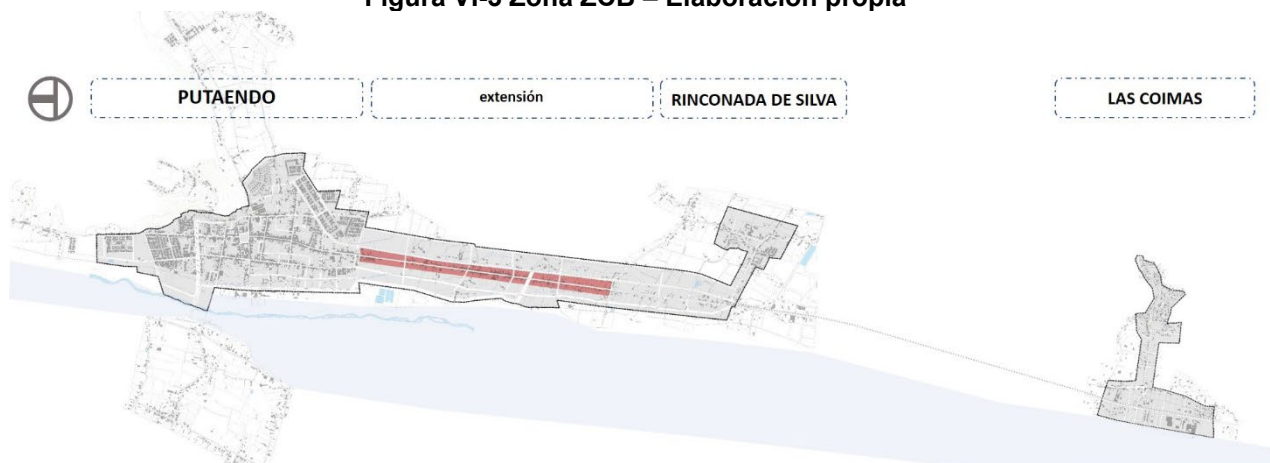 Figura VI-5 Zona ZCB – Elaboración propia
PUTAENDO
extensión
RINCONADA DE SILVA
LAS COIMAS